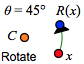 θ = 45° R(x)
C
Rotate x